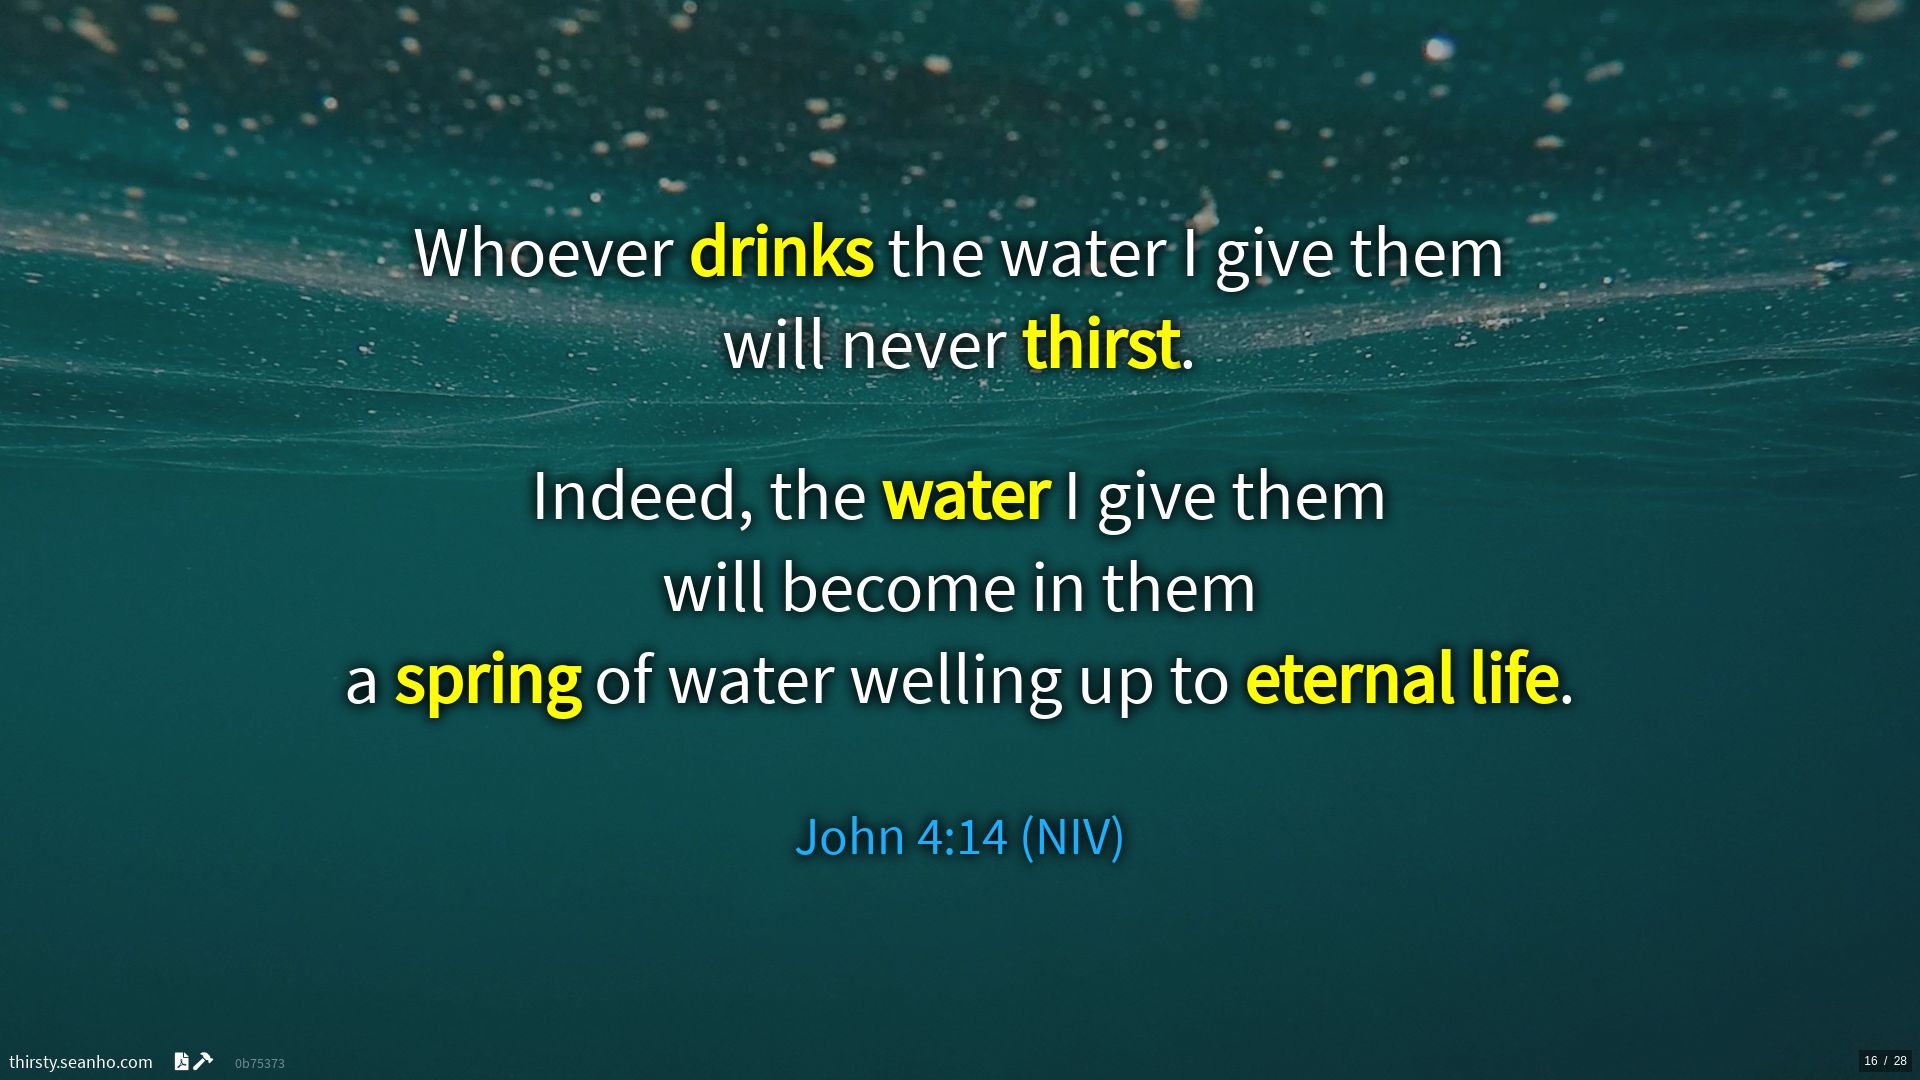 Whoever drinks the water I give them
will never thirst.
Indeed, the water I give them
will become in them
a spring of water welling up to eternal life.
John 4:14 (NIV)
thirsty.seanho.com 0b75373
16 / 28